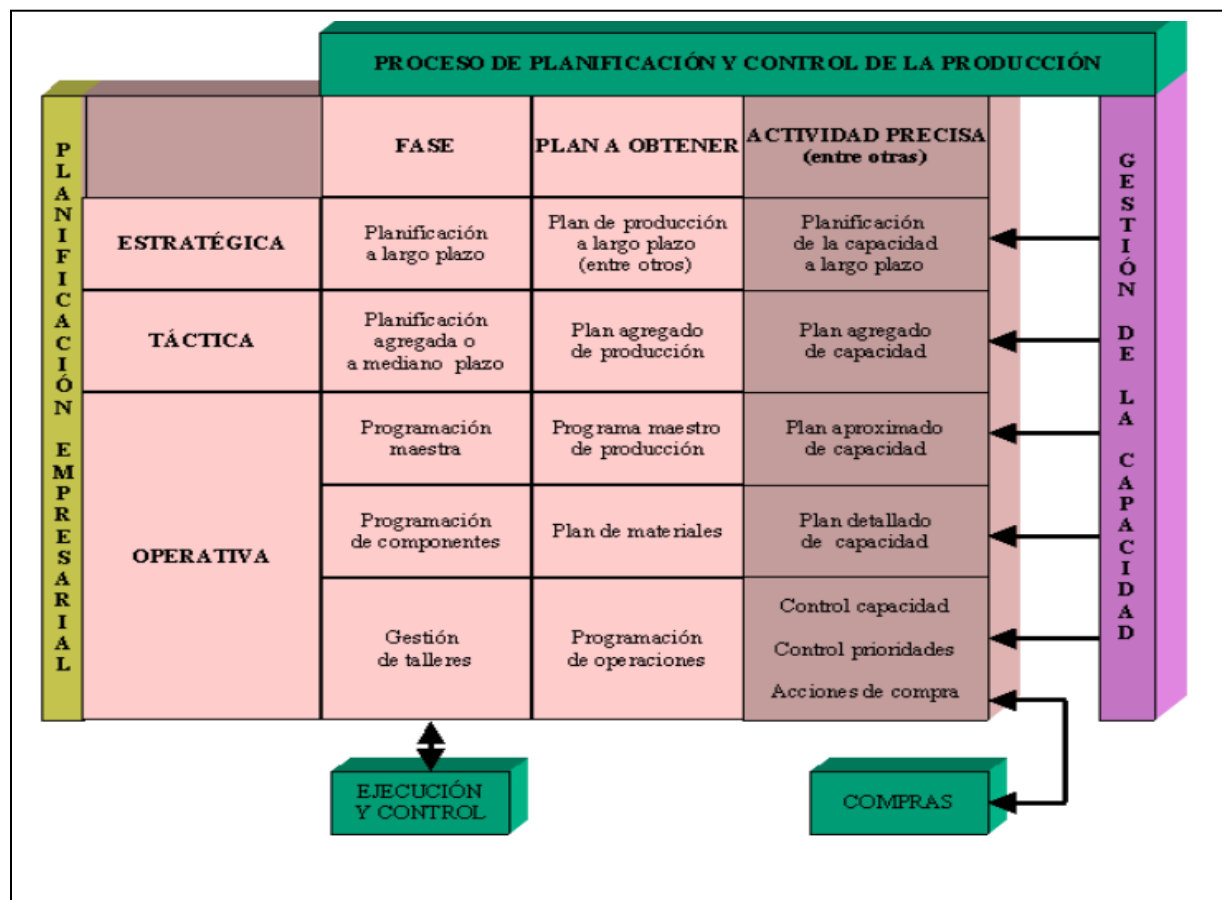 PROCESO DE PLANIFICACIÓN Y CONTROL DE LA PRODUCCIÓN
PLANIFICACIÓN EMPRESARIAL
FASE
PLAN A OBTENER
ACTIVIDAD PRECISA
(entre otras)
ESTRATÉGICA
Planificación
a largo plazo
Plan de producción
a largo plazo
(entre otros)
Planificación
de la capacidad
a largo plazo
TÁCTICA
Planificación
agregada o
a mediano plazo
Plan agregado
de producción
Plan agregado
de capacidad
OPERATIVA
Programación
maestra
Programa maestro
de producción
Plan aproximado
de capacidad
Programación
de componentes
Plan de materiales
Plan detallado
de capacidad
Gestión
de talleres
Programación
de operaciones
Control capacidad
Control prioridades
Acciones de compra
GESTIÓN DE LA CAPACIDAD
EJECUCIÓN
Y CONTROL
COMPRAS